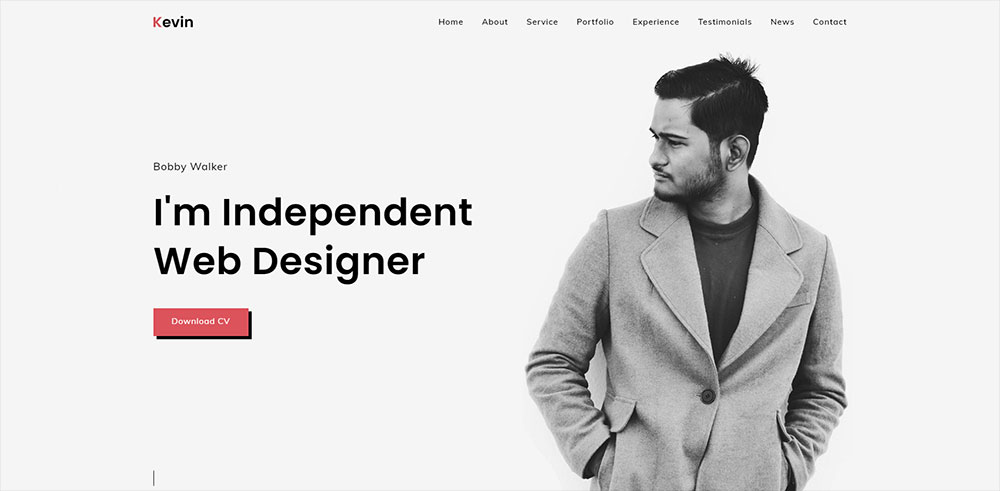 Kevin
Home About Service Portfolio Experience Testimonials News Contact
Bobby Walker
I'm Independent
Web Designer
Download CV